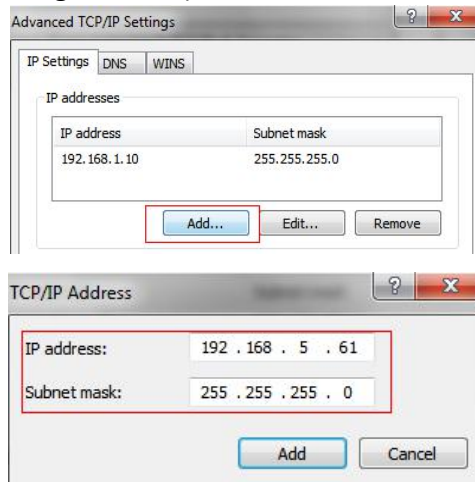 Advanced TCP/IP Settings
IP Settings DNS WINS
IP addresses
IP address Subnet mask
192.168.1.10 255.255.255.0
Add... Edit... Remove
TCP/IP Address
IP address: 192 . 168 . 5 . 61
Subnet mask: 255 . 255 . 255 . 0
Add Cancel